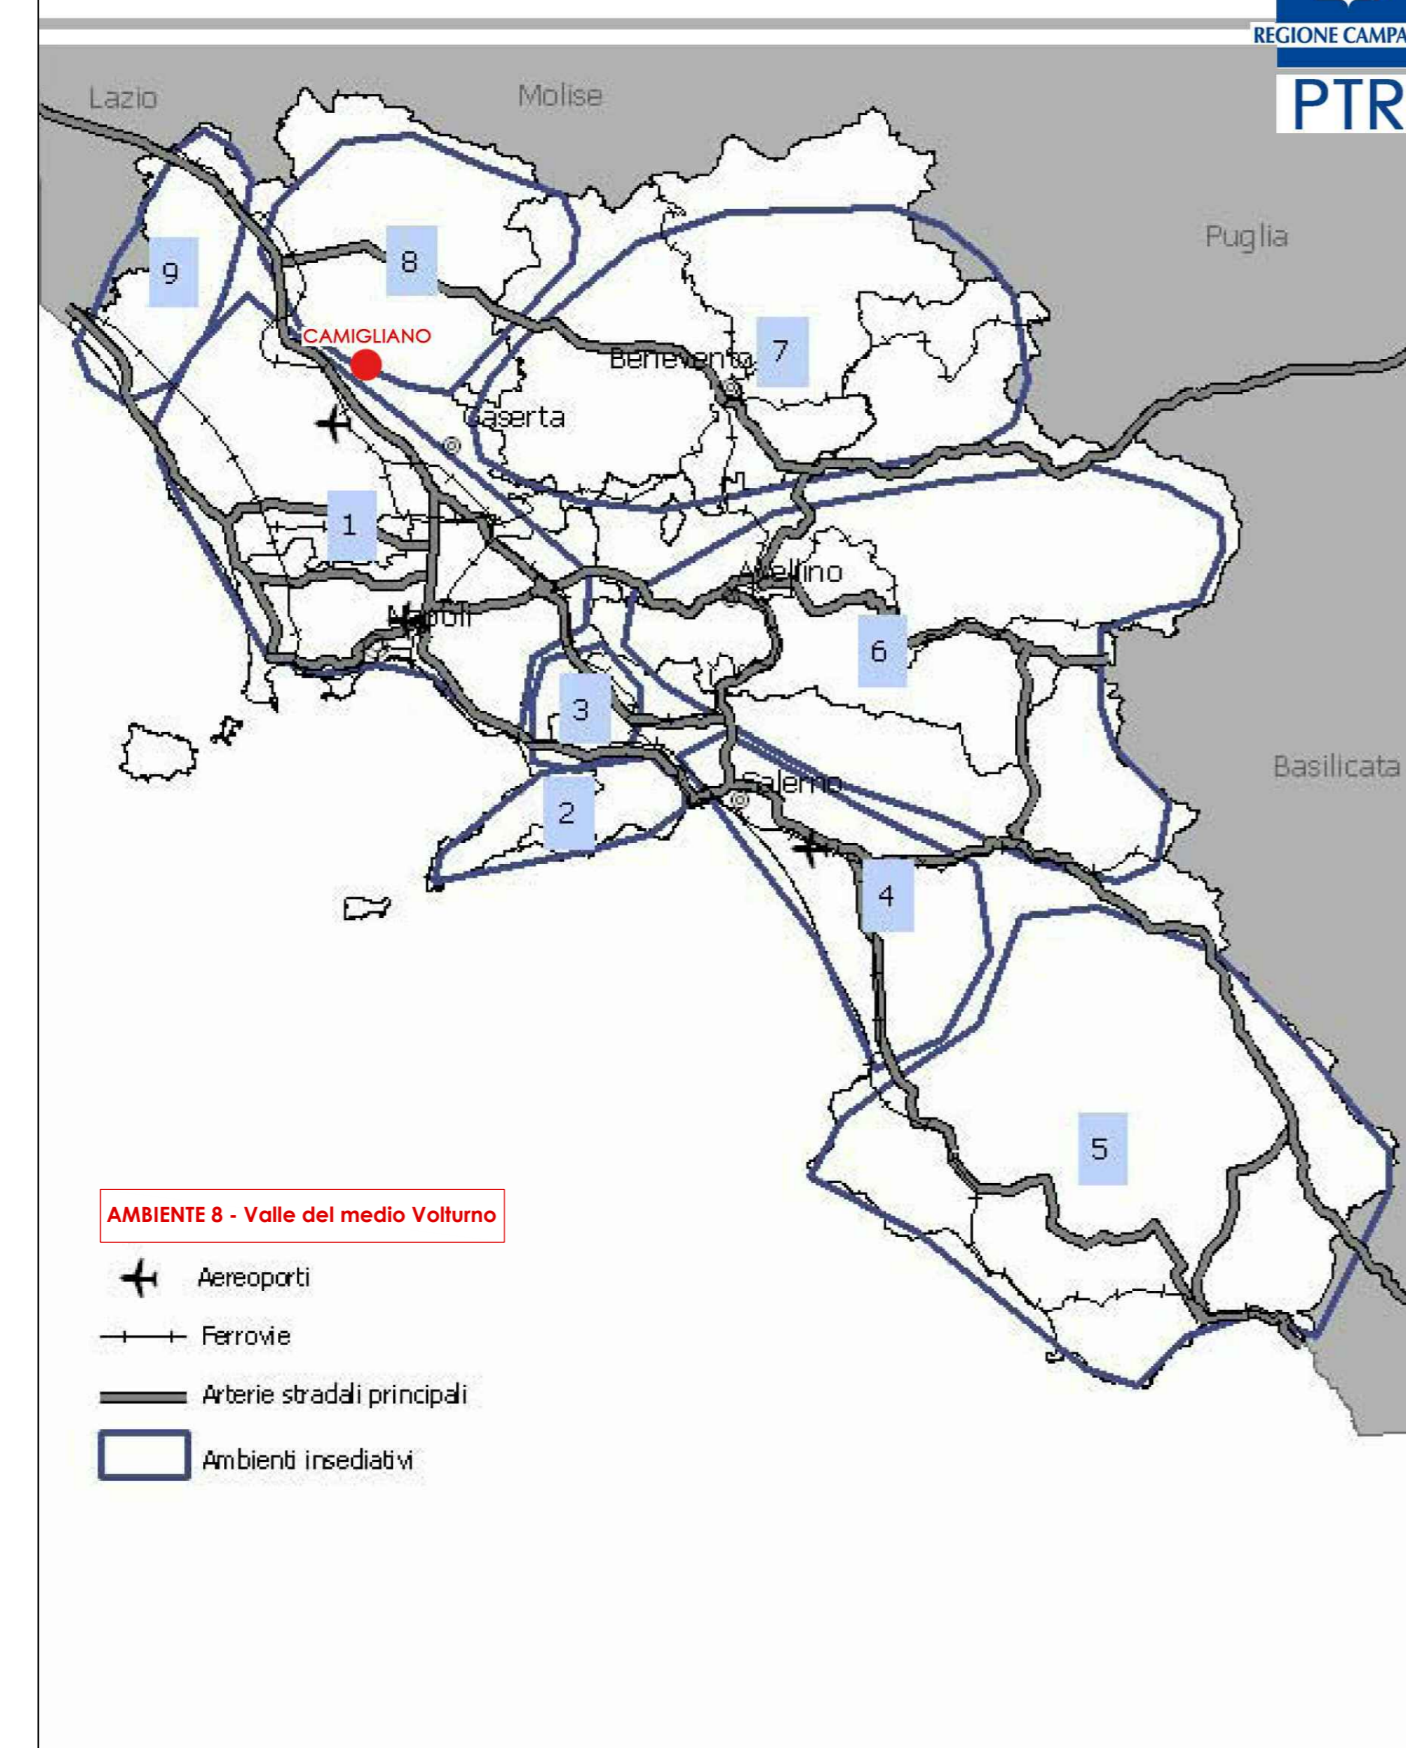 REGIONE CAMPA
PTR
Lazio
Molise
Puglia
9
8
CAMIGLIANO
Benevento
7
Caserta
1
Avellino
Napoli
6
3
Basilicata
Salerno
2
4
5
AMBIENTE 8 - Valle del medio Volturno
Aereoporti
Ferrovie
Arterie stradali principali
Ambienti insediativi